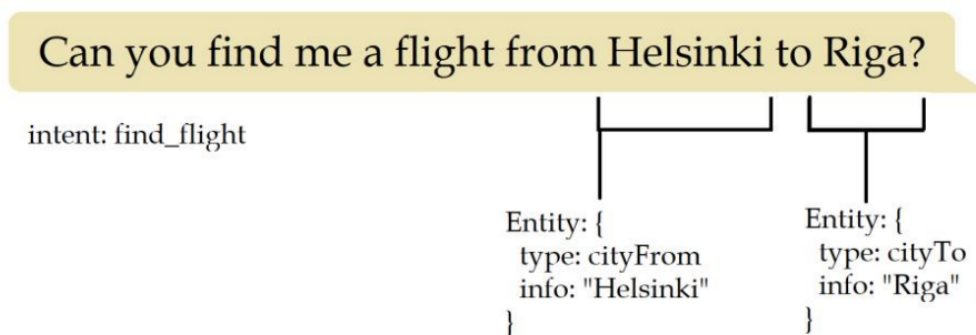 Can you find me a flight from Helsinki to Riga?
intent: find_flight
Entity: {
type: cityFrom
info: "Helsinki"
}
Entity: {
type: cityTo
info: "Riga"
}